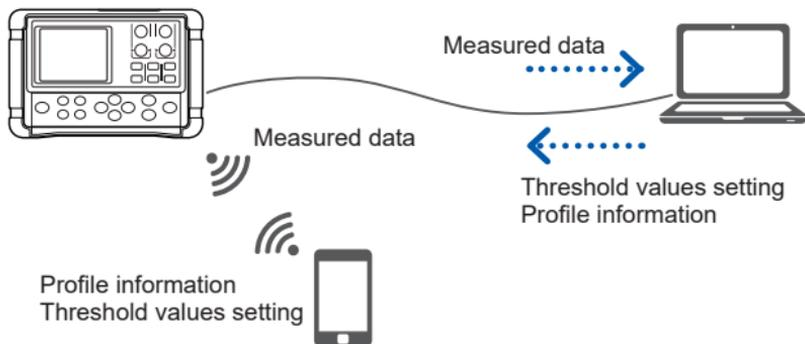 Measured data
Measured data
Threshold values setting
Profile information
Profile information
Threshold values setting